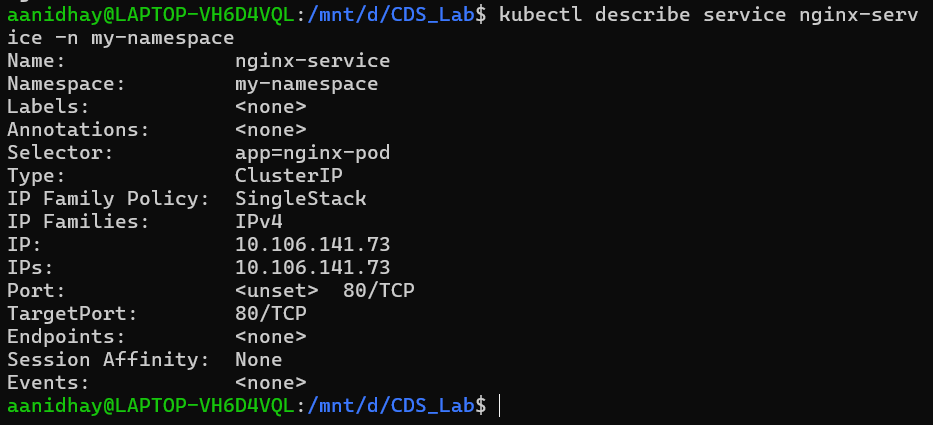 aanidhay@LAPTOP-VH6D4VQL:/mnt/d/CDS_Lab$ kubectl describe service nginx-serv
ice -n my-namespace
Name:              nginx-service
Namespace:         my-namespace
Labels:            <none>
Annotations:       <none>
Selector:          app=nginx-pod
Type:              ClusterIP
IP Family Policy:  SingleStack
IP Families:       IPv4
IP:                10.106.141.73
IPs:               10.106.141.73
Port:              <unset>  80/TCP
TargetPort:        80/TCP
Endpoints:         <none>
Session Affinity:  None
Events:            <none>
aanidhay@LAPTOP-VH6D4VQL:/mnt/d/CDS_Lab$